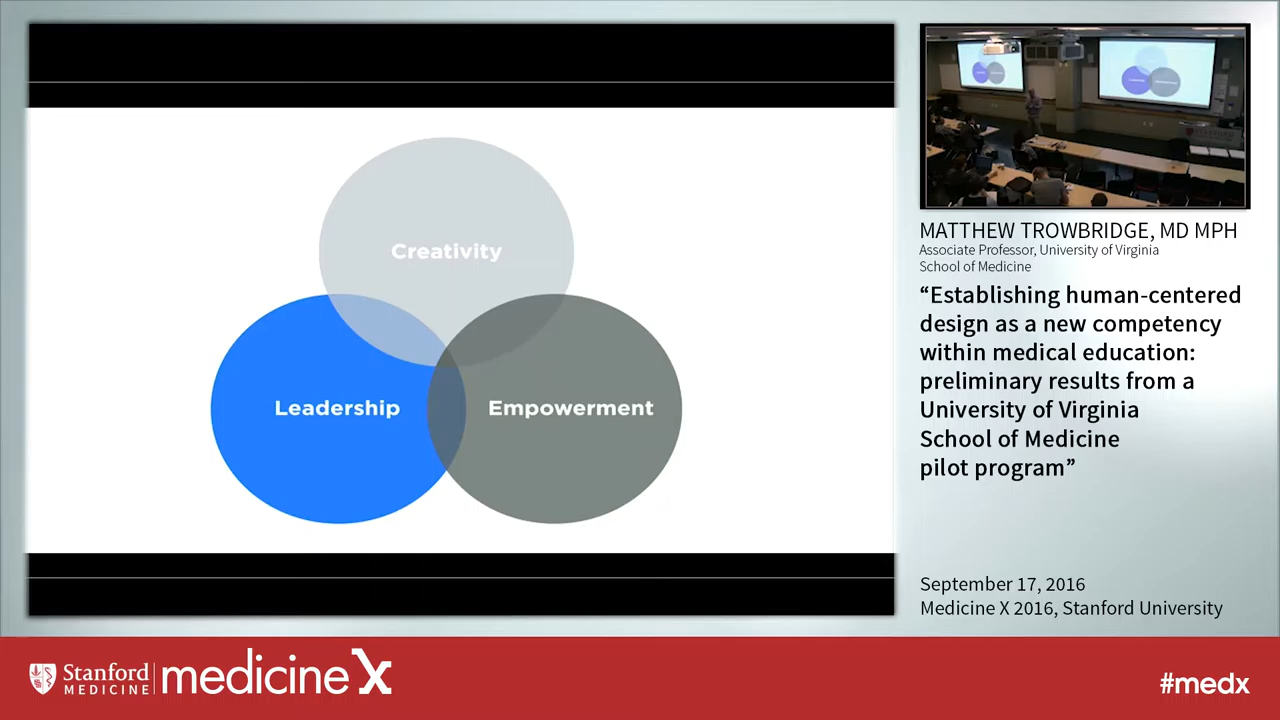 Creativity
Leadership
Empowerment
MATTHEW TROWBRIDGE, MD MPH
Associate Professor, University of Virginia
School of Medicine
“Establishing human-centered
design as a new competency
within medical education:
preliminary results from a
University of Virginia
School of Medicine
pilot program”
September 17, 2016
Medicine X 2016, Stanford University
Stanford
MEDICINE
medicine X
#medx